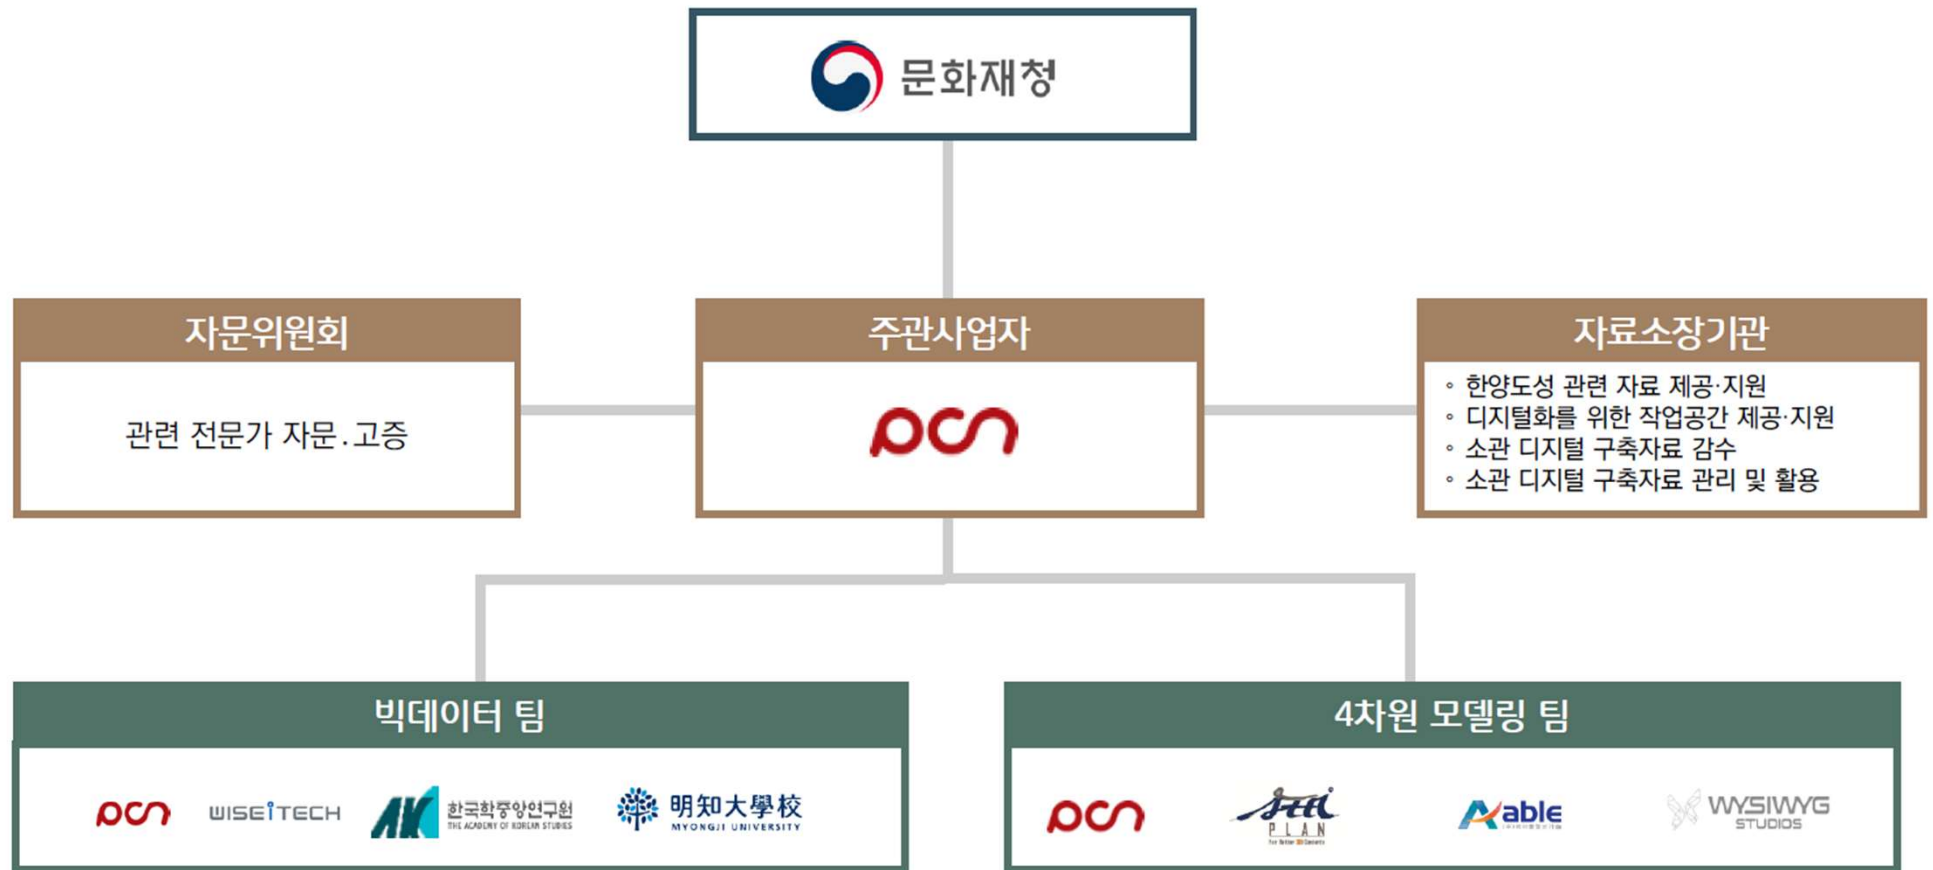 문화재청
자문위원회
관련 전문가 자문.고증
주관사업자
pcn
자료소장기관
◦ 한양도성 관련 자료 제공·지원
◦ 디지털화를 위한 작업공간 제공·지원
◦ 소관 디지털 구축자료 감수
◦ 소관 디지털 구축자료 관리 및 활용
빅데이터 팀
pcn
WISEiTECH
AK 한국학중앙연구원
THE ACADEMY OF KOREAN STUDIES
明知大學校
MYONGJI UNIVERSITY
4차원 모델링 팀
pcn
PLAN
able
WYSIWYG
STUDIOS